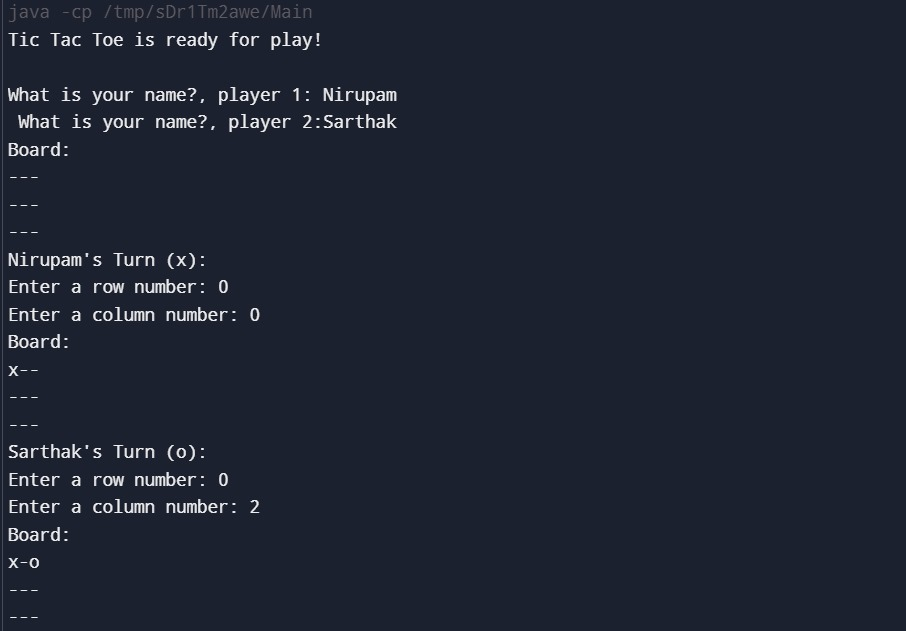 java -cp /tmp/sDr1Tm2awe/Main
Tic Tac Toe is ready for play!
What is your name?, player 1: Nirupam
What is your name?, player 2:Sarthak
Board:
---
---
---
Nirupam's Turn (x):
Enter a row number: 0
Enter a column number: 0
Board:
x--
---
---
Sarthak's Turn (o):
Enter a row number: 0
Enter a column number: 2
Board:
x-o
---
---